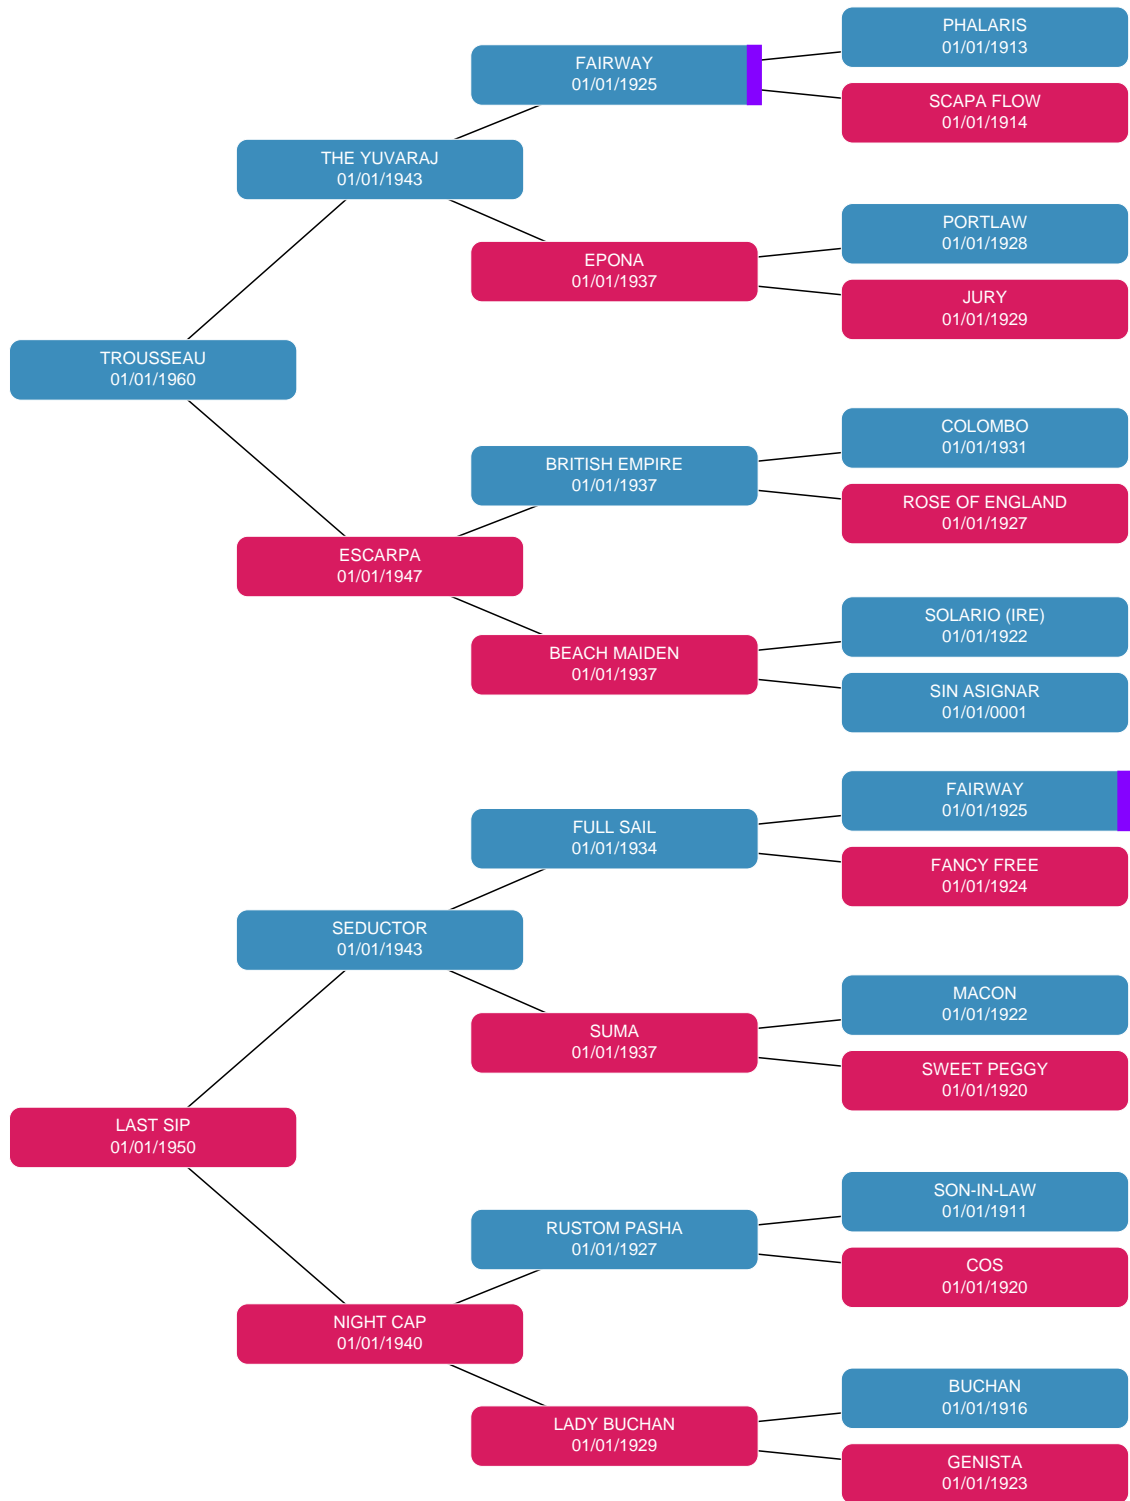 PHALARIS
01/01/1913
FAIRWAY
01/01/1925
SCAPA FLOW
01/01/1914
THE YUVARAJ
01/01/1943
PORTLAW
01/01/1928
EPONA
01/01/1937
JURY
01/01/1929
TROUSSEAU
01/01/1960
COLOMBO
01/01/1931
BRITISH EMPIRE
01/01/1937
ROSE OF ENGLAND
01/01/1927
ESCARPA
01/01/1947
SOLARIO (IRE)
01/01/1922
BEACH MAIDEN
01/01/1937
SIN ASIGNAR
01/01/0001
FAIRWAY
01/01/1925
FULL SAIL
01/01/1934
FANCY FREE
01/01/1924
SEDUCTOR
01/01/1943
MACON
01/01/1922
SUMA
01/01/1937
SWEET PEGGY
01/01/1920
LAST SIP
01/01/1950
SON-IN-LAW
01/01/1911
RUSTOM PASHA
01/01/1927
COS
01/01/1920
NIGHT CAP
01/01/1940
BUCHAN
01/01/1916
LADY BUCHAN
01/01/1929
GENISTA
01/01/1923